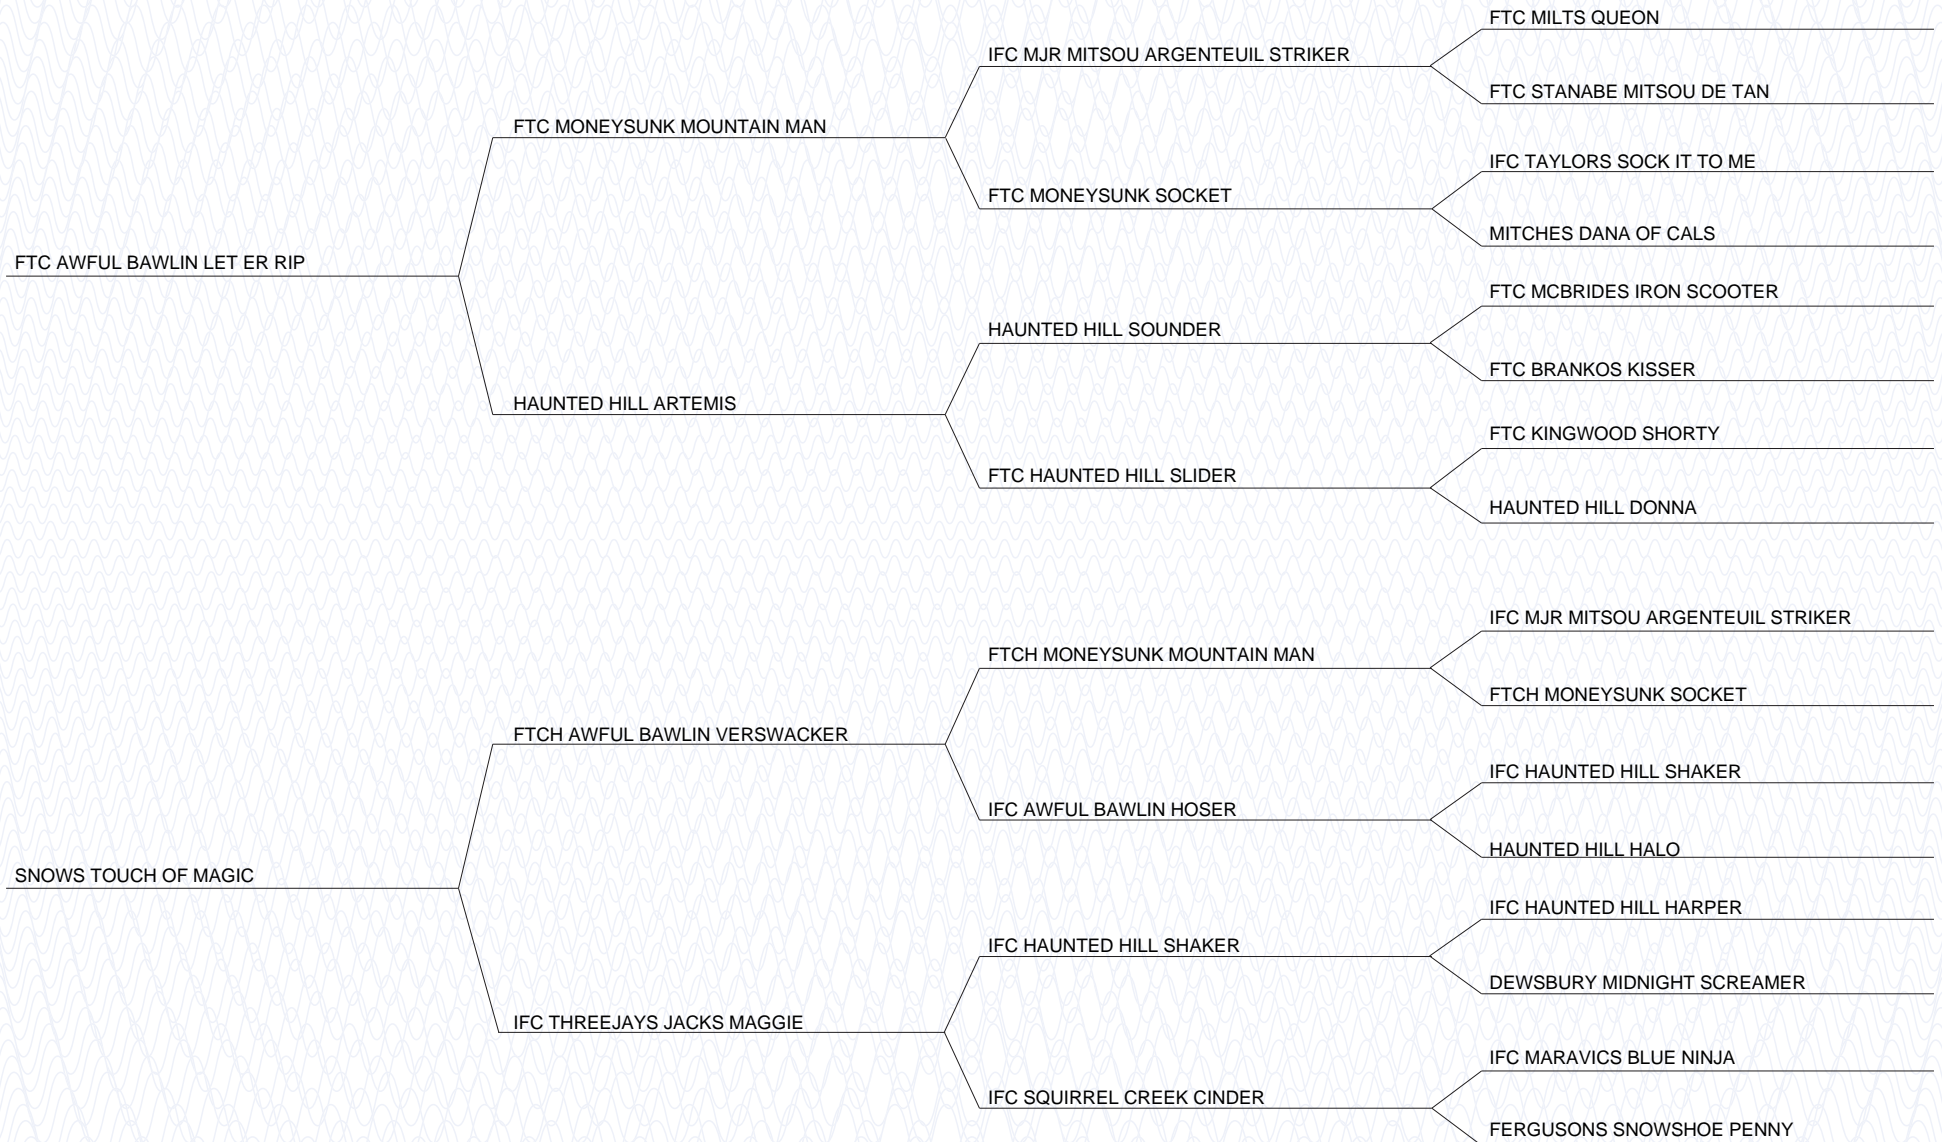 FTC MILTS QUEON
IFC MJR MITSOU ARGENTEUIL STRIKER
FTC STANABE MITSOU DE TAN
FTC MONEYSUNK MOUNTAIN MAN
IFC TAYLORS SOCK IT TO ME
FTC MONEYSUNK SOCKET
MITCHES DANA OF CALS
FTC AWFUL BAWLIN LET ER RIP
FTC MCBRIDES IRON SCOOTER
HAUNTED HILL SOUNDER
FTC BRANKOS KISSER
HAUNTED HILL ARTEMIS
FTC KINGWOOD SHORTY
FTC HAUNTED HILL SLIDER
HAUNTED HILL DONNA
IFC MJR MITSOU ARGENTEUIL STRIKER
FTCH MONEYSUNK MOUNTAIN MAN
FTCH MONEYSUNK SOCKET
FTCH AWFUL BAWLIN VERSWACKER
IFC HAUNTED HILL SHAKER
IFC AWFUL BAWLIN HOSER
HAUNTED HILL HALO
SNOWS TOUCH OF MAGIC
IFC HAUNTED HILL HARPER
IFC HAUNTED HILL SHAKER
DEWSBURY MIDNIGHT SCREAMER
IFC THREEJAYS JACKS MAGGIE
IFC MARAVICS BLUE NINJA
IFC SQUIRREL CREEK CINDER
FERGUSONS SNOWSHOE PENNY